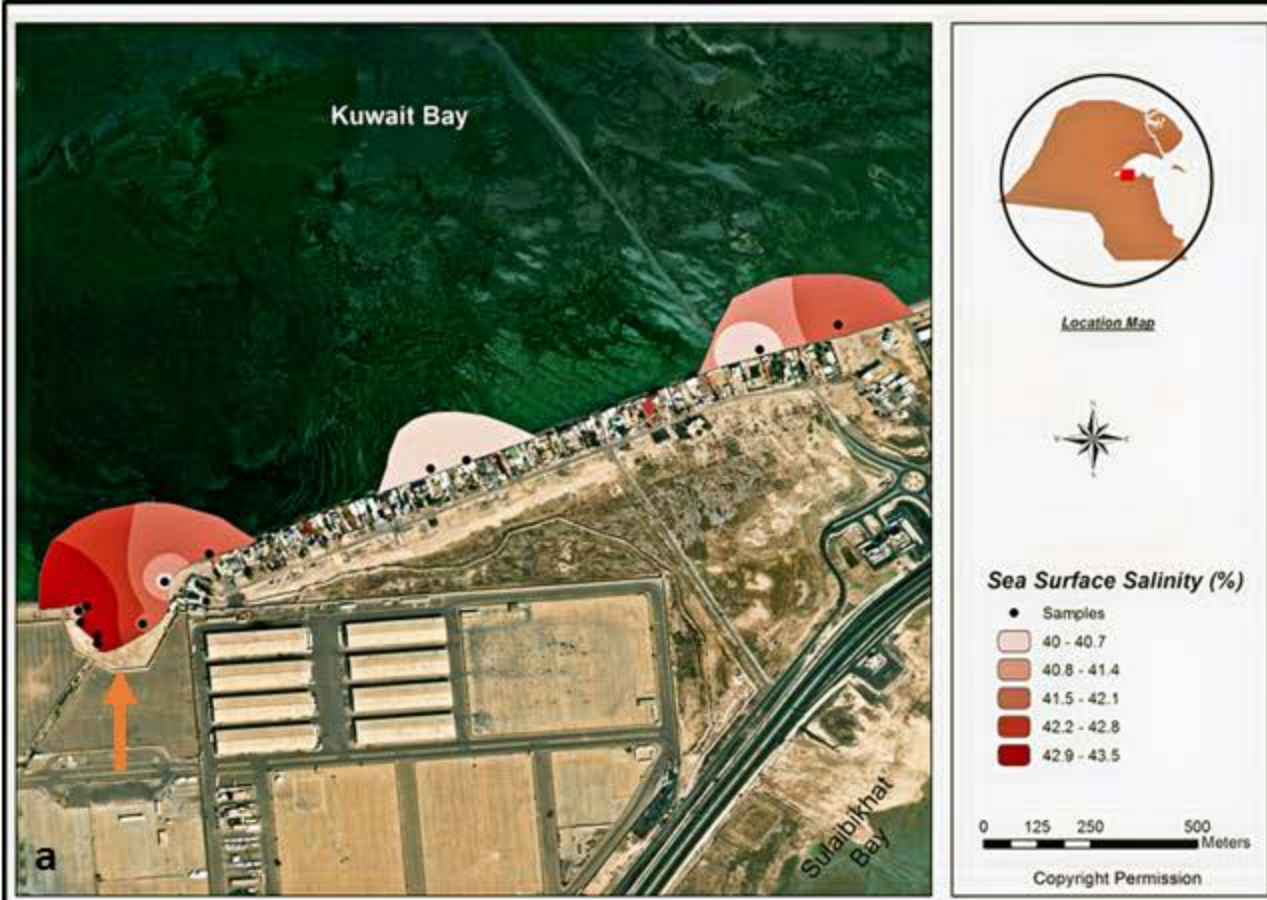 Kuwait Bay
Sulaibikhat
Bay
a
Location Map
N
W
E
S
Sea Surface Salinity (%)
Samples
40 - 40.7
40.8 - 41.4
41.5 - 42.1
42.2 - 42.8
42.9 - 43.5
0 125 250 500
Meters
Copyright Permission